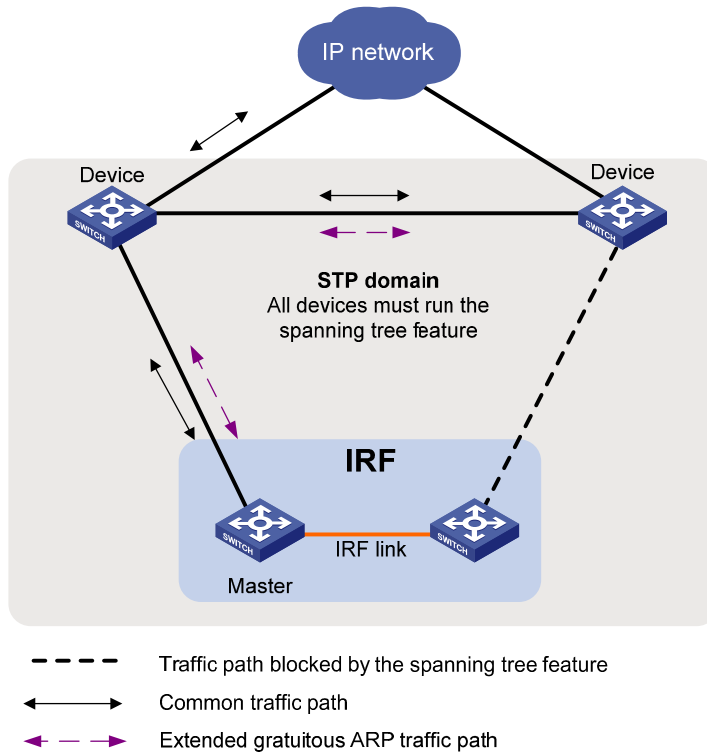 IP network
Device
Device
SWITCH
SWITCH
STP domain
All devices must run the
spanning tree feature
IRF
SWITCH
SWITCH
IRF link
Master
Traffic path blocked by the spanning tree feature
Common traffic path
Extended gratuitous ARP traffic path